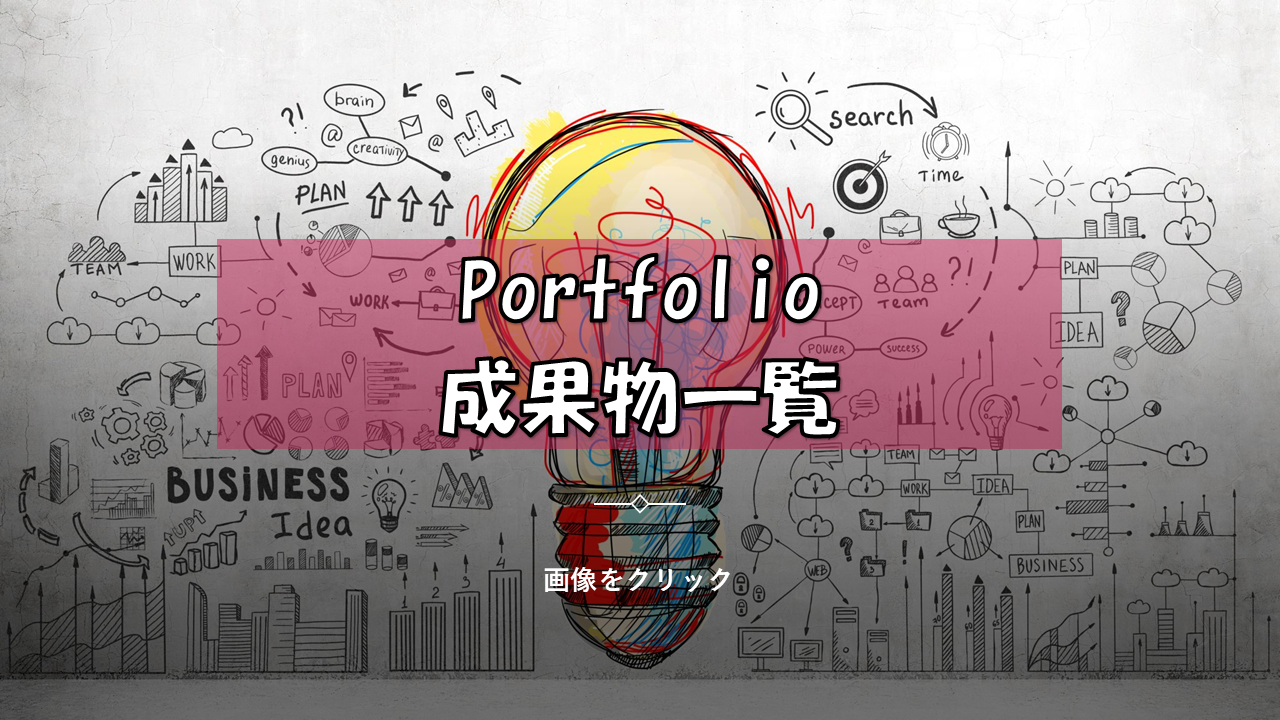 brain
?!
@
genius
creativity
@
PLAN
search
Time
TEAM
WORK
@
WORK
Team
?!
PLAN
IDEA
?
POWER
SUCCESS
Portfolio
成果物一覧
PLAN
BUSiNESS
Idea
TEAM
WORK
IDEA
PLAN
BUSINESS
WEB
?
!
1
2
3
4
画像をクリック